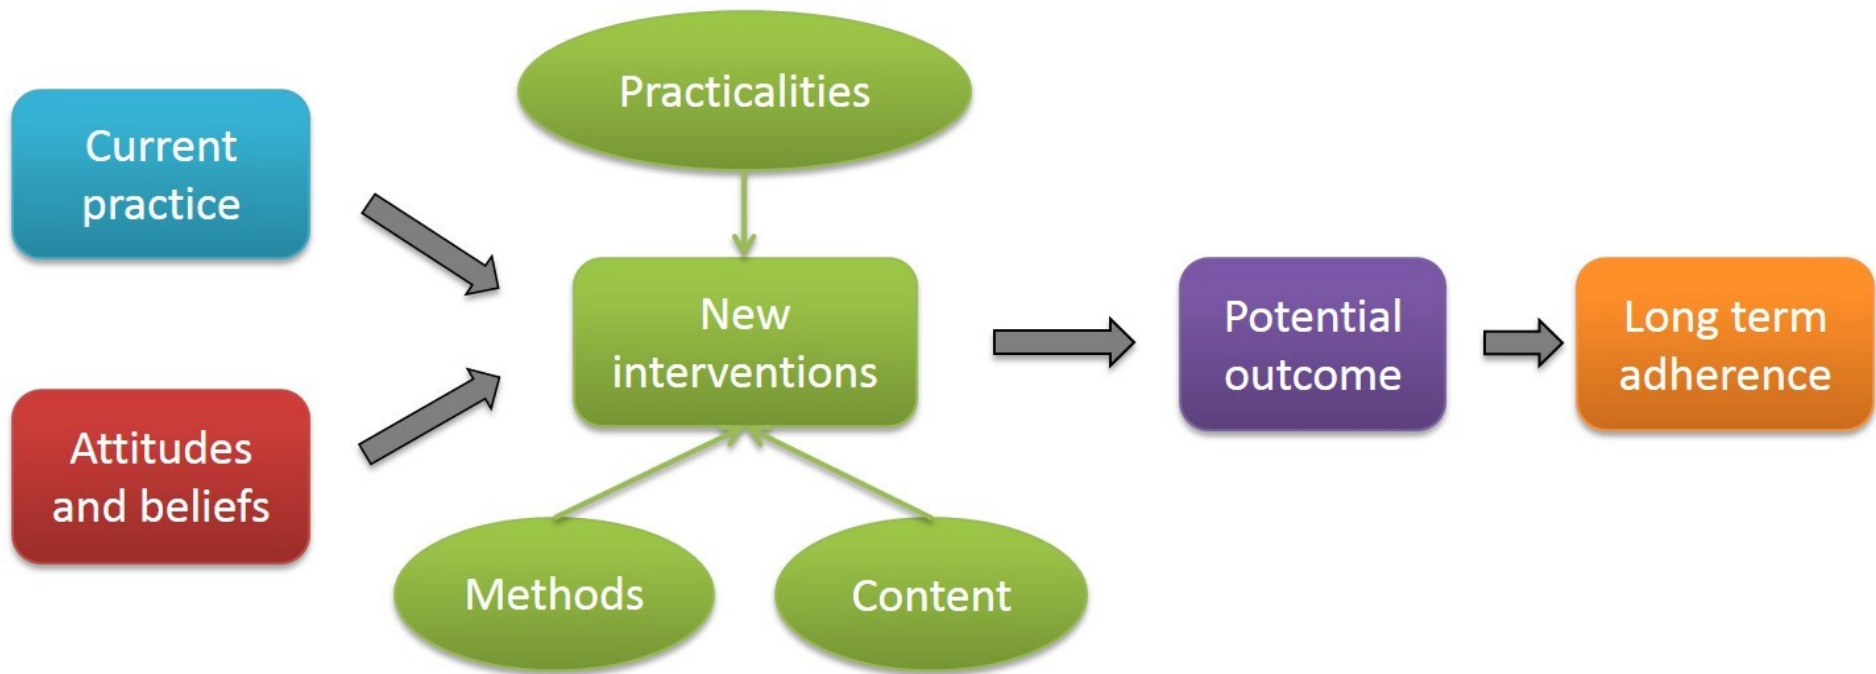 Practicalities
Current
practice
New
interventions
Potential
outcome
Long term
adherence
Attitudes
and beliefs
Methods
Content